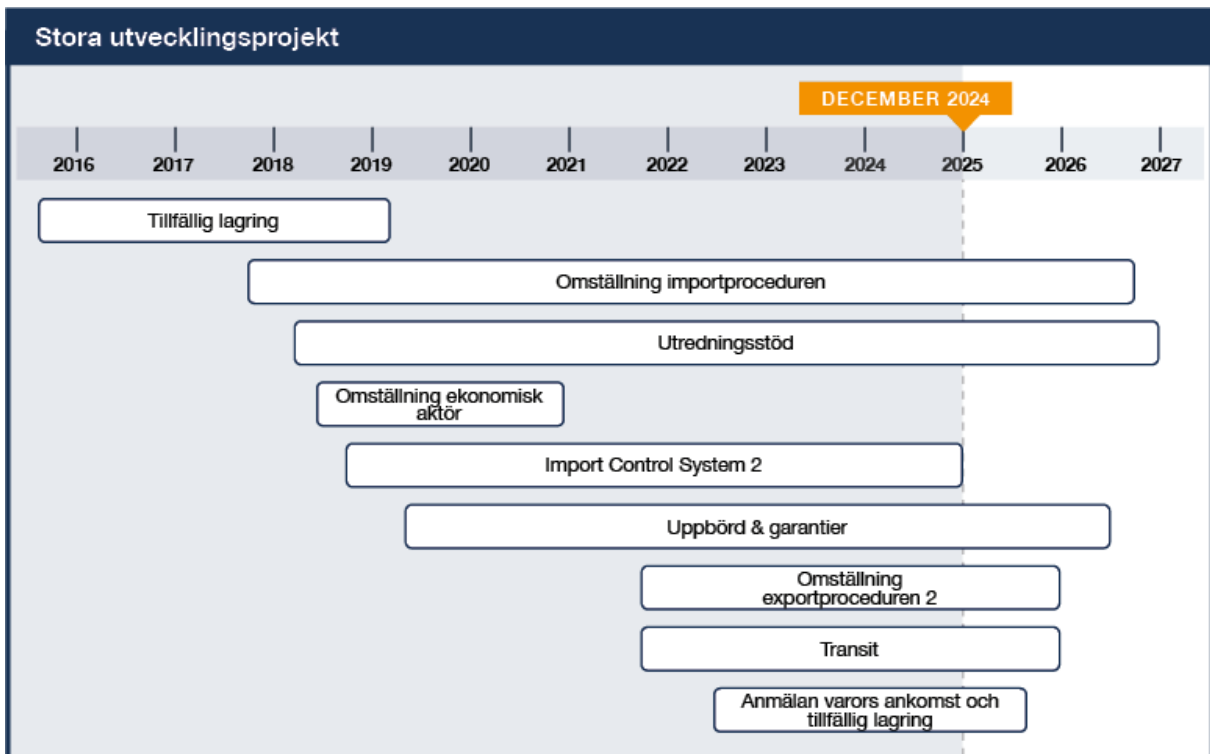 Stora utvecklingsprojekt
DECEMBER 2024
2016 2017 2018 2019 2020 2021 2022 2023 2024 2025 2026 2027
Tillfällig lagring
Omställning importproceduren
Utredningsstöd
Omställning ekonomisk
aktör
Import Control System 2
Uppbörd & garantier
Omställning
exportproceduren 2
Transit
Anmälan varors ankomst och
tillfällig lagring